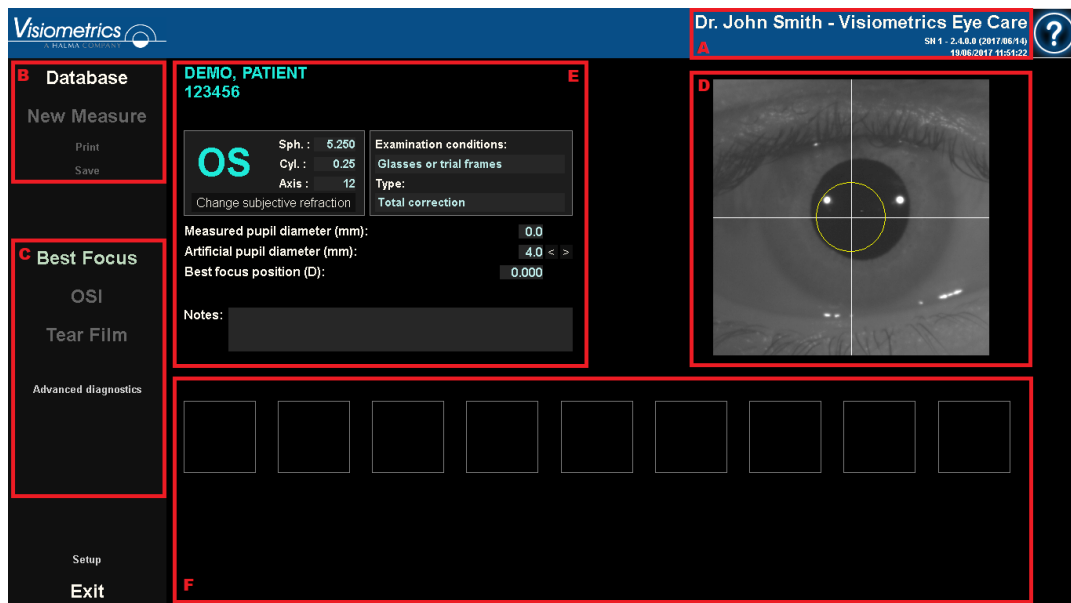 Visiometrics
A HALMA COMPANY
Dr. John Smith - Visiometrics Eye Care
SN 1 - 2.4.0.0 (2017/06/14)
19/06/2017 11:51:22
?
A
B
Database
New Measure
Print
Save
C
Best Focus
OSI
Tear Film
Advanced diagnostics
Setup
Exit
E
DEMO, PATIENT
123456
OS
Sph. : 5.250
Cyl. : 0.25
Axis : 12
Change subjective refraction
Examination conditions:
Glasses or trial frames
Type:
Total correction
Measured pupil diameter (mm): 0.0
Artificial pupil diameter (mm): 4.0 < >
Best focus position (D): 0.000
Notes:
D
F